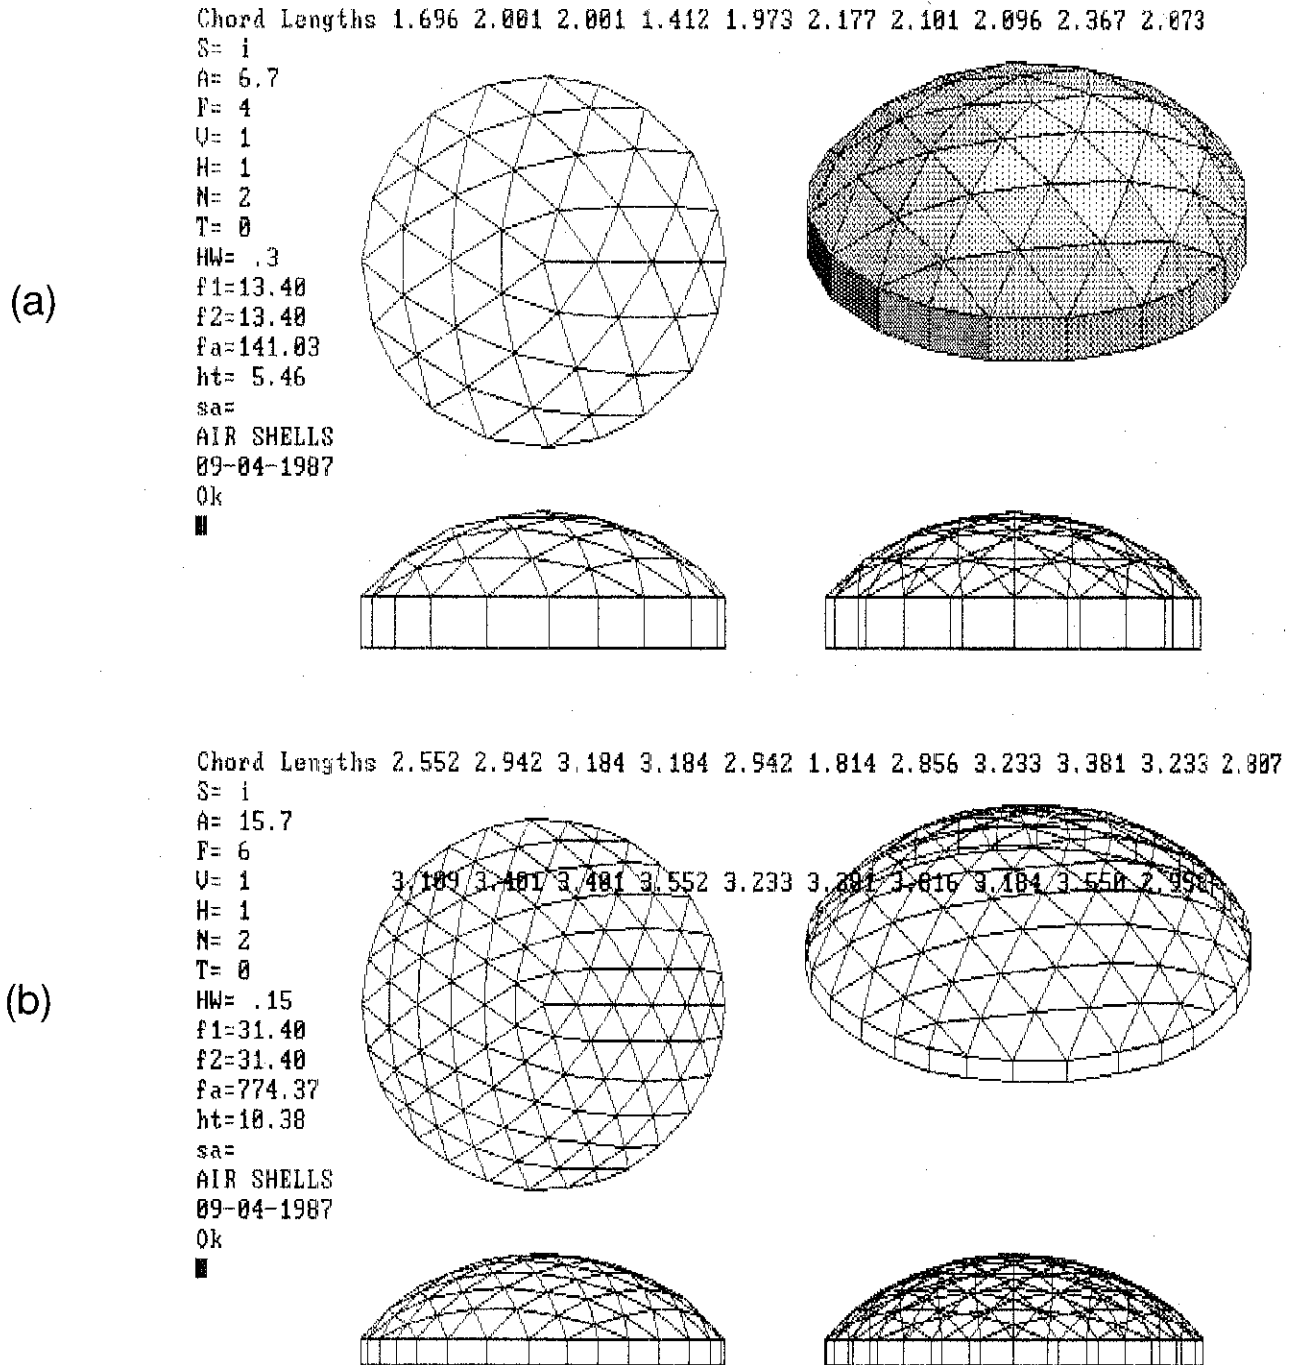 Chord Lengths 1.696 2.001 2.001 1.412 1.973 2.177 2.101 2.096 2.367 2.073
S= i
A= 6.7
F= 4
V= 1
H= 1
N= 2
T= 0
HW= .3
f1=13.40
(a)
f2=13.40
fa=141.03
ht= 5.46
sa=
AIR SHELLS
09-04-1987
Ok
Chord Lengths 2.552 2.942 3.184 3.184 2.942 1.814 2.856 3.233 3.381 3.233 2.807
S= i
A= 15.7
F= 6
V= 1
3.109 3.401 3.401 3.552 3.233 3.184 3.550
H= 1
N= 2
T= 0
HW= .15
(b)
f1=31.40
f2=31.40
fa=774.37
ht=10.38
sa=
AIR SHELLS
09-04-1987
Ok